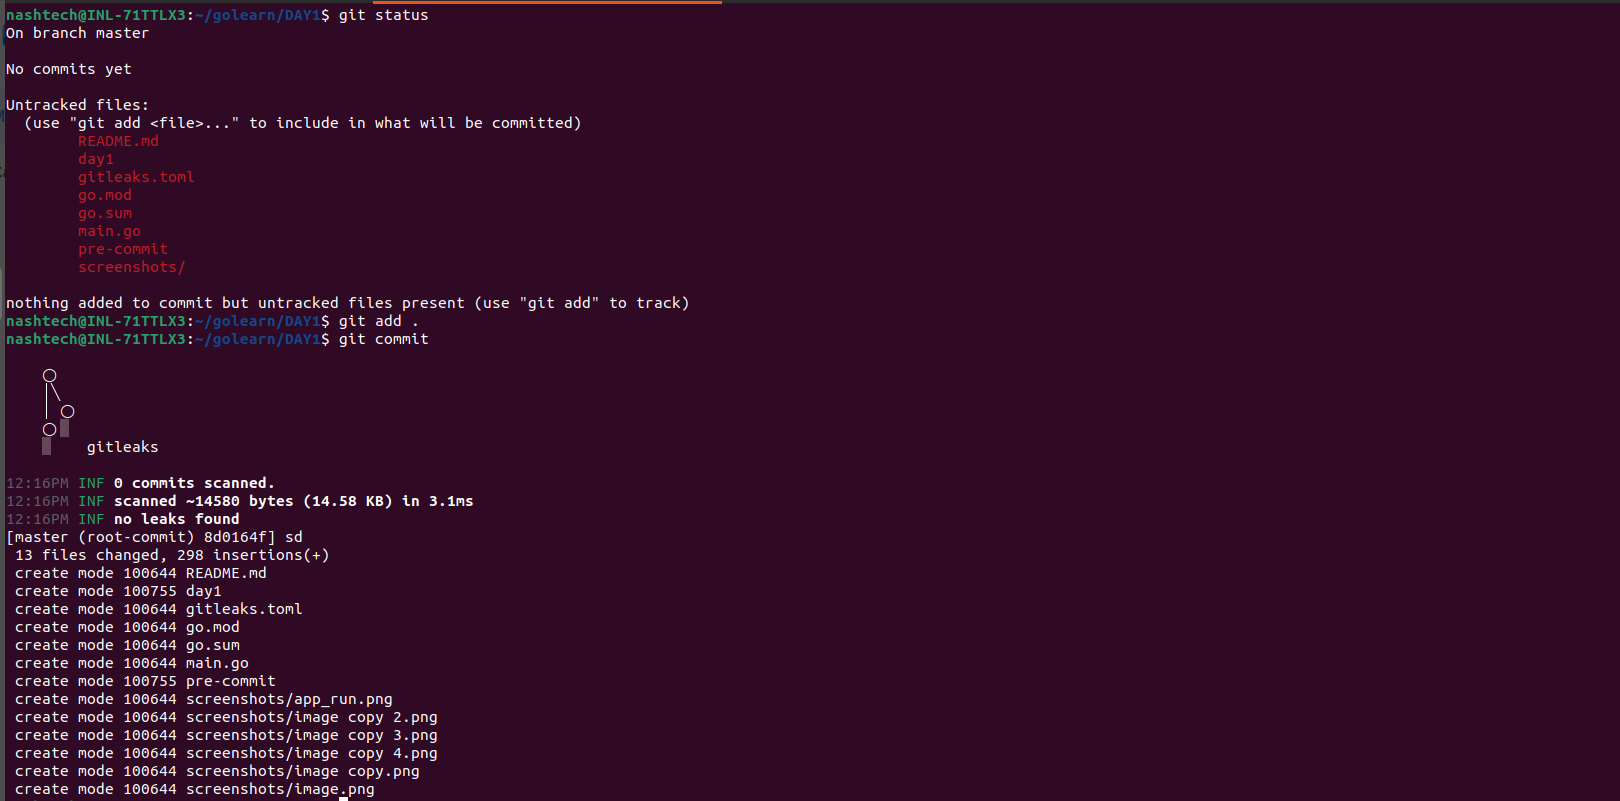 nashtech@INL-71TTLX3:~/golearn/DAY1$ git status
On branch master
No commits yet
Untracked files:
(use "git add <file>..." to include in what will be committed)
README.md
day1
gitleaks.toml
go.mod
go.sum
main.go
pre-commit
screenshots/
nothing added to commit but untracked files present (use "git add" to track)
nashtech@INL-71TTLX3:~/golearn/DAY1$ git add .
nashtech@INL-71TTLX3:~/golearn/DAY1$ git commit
gitleaks
12:16PM INF 0 commits scanned.
12:16PM INF scanned ~14580 bytes (14.58 KB) in 3.1ms
12:16PM INF no leaks found
[master (root-commit) 8d0164f] sd
13 files changed, 298 insertions(+)
create mode 100644 README.md
create mode 100755 day1
create mode 100644 gitleaks.toml
create mode 100644 go.mod
create mode 100644 go.sum
create mode 100644 main.go
create mode 100755 pre-commit
create mode 100644 screenshots/app_run.png
create mode 100644 screenshots/image copy 2.png
create mode 100644 screenshots/image copy 3.png
create mode 100644 screenshots/image copy 4.png
create mode 100644 screenshots/image copy.png
create mode 100644 screenshots/image.png